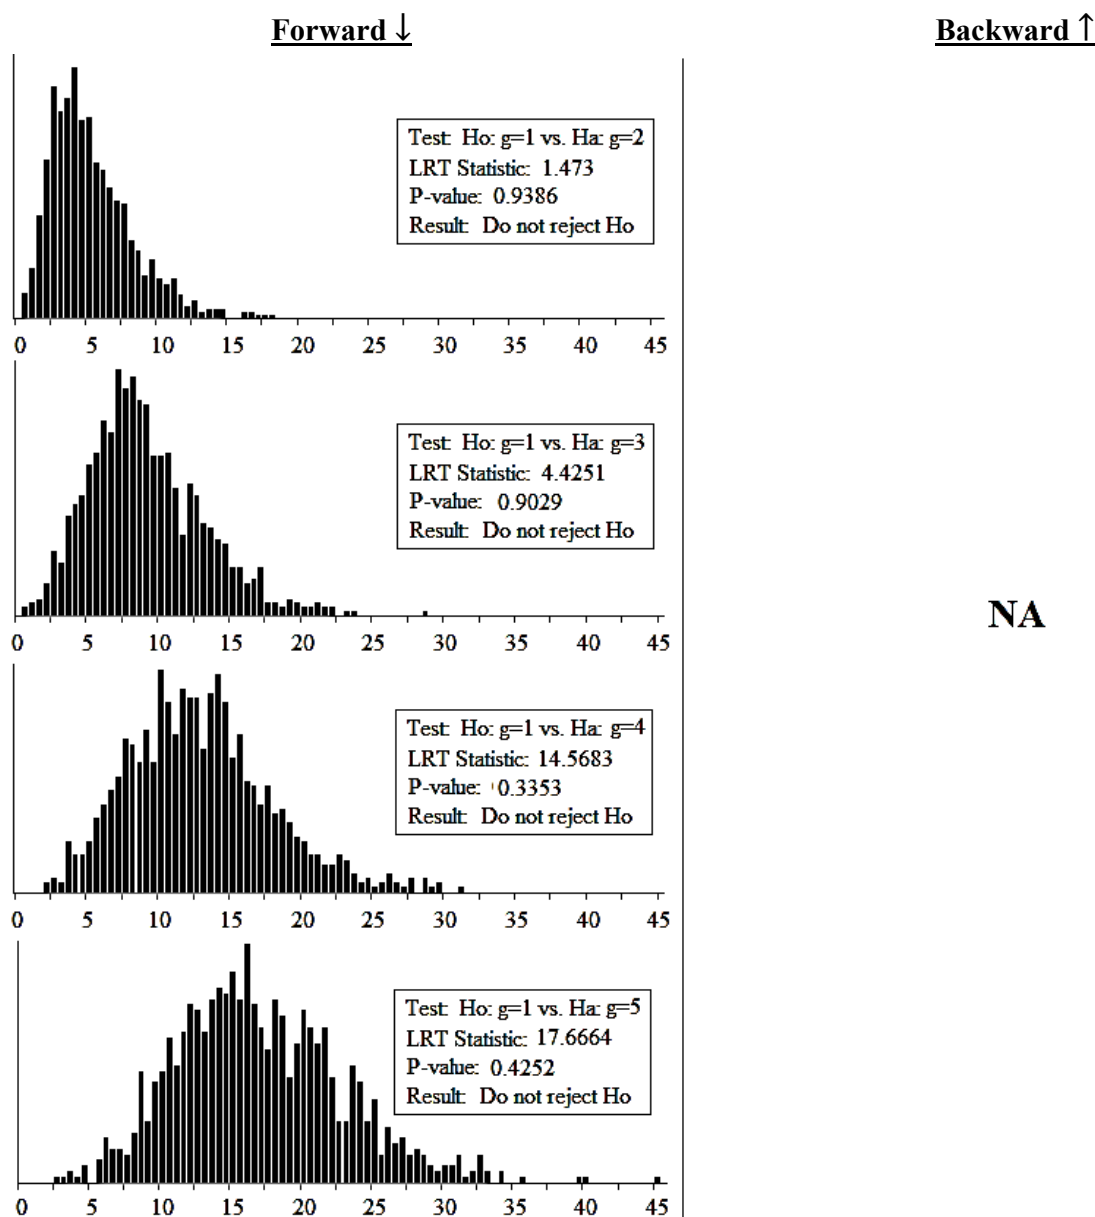 Forward ↓
Backward ↑
Test: Ho: g=1 vs. Ha: g=2
LRT Statistic: 1.473
P-value: 0.9386
Result: Do not reject Ho
0 5 10 15 20 25 30 35 40 45
Test: Ho: g=1 vs. Ha: g=3
LRT Statistic: 4.4251
P-value: 0.9029
Result: Do not reject Ho
0 5 10 15 20 25 30 35 40 45
NA
Test: Ho: g=1 vs. Ha: g=4
LRT Statistic: 14.5683
P-value: 0.3353
Result: Do not reject Ho
0 5 10 15 20 25 30 35 40 45
Test: Ho: g=1 vs. Ha: g=5
LRT Statistic: 17.6664
P-value: 0.4252
Result: Do not reject Ho
0 5 10 15 20 25 30 35 40 45